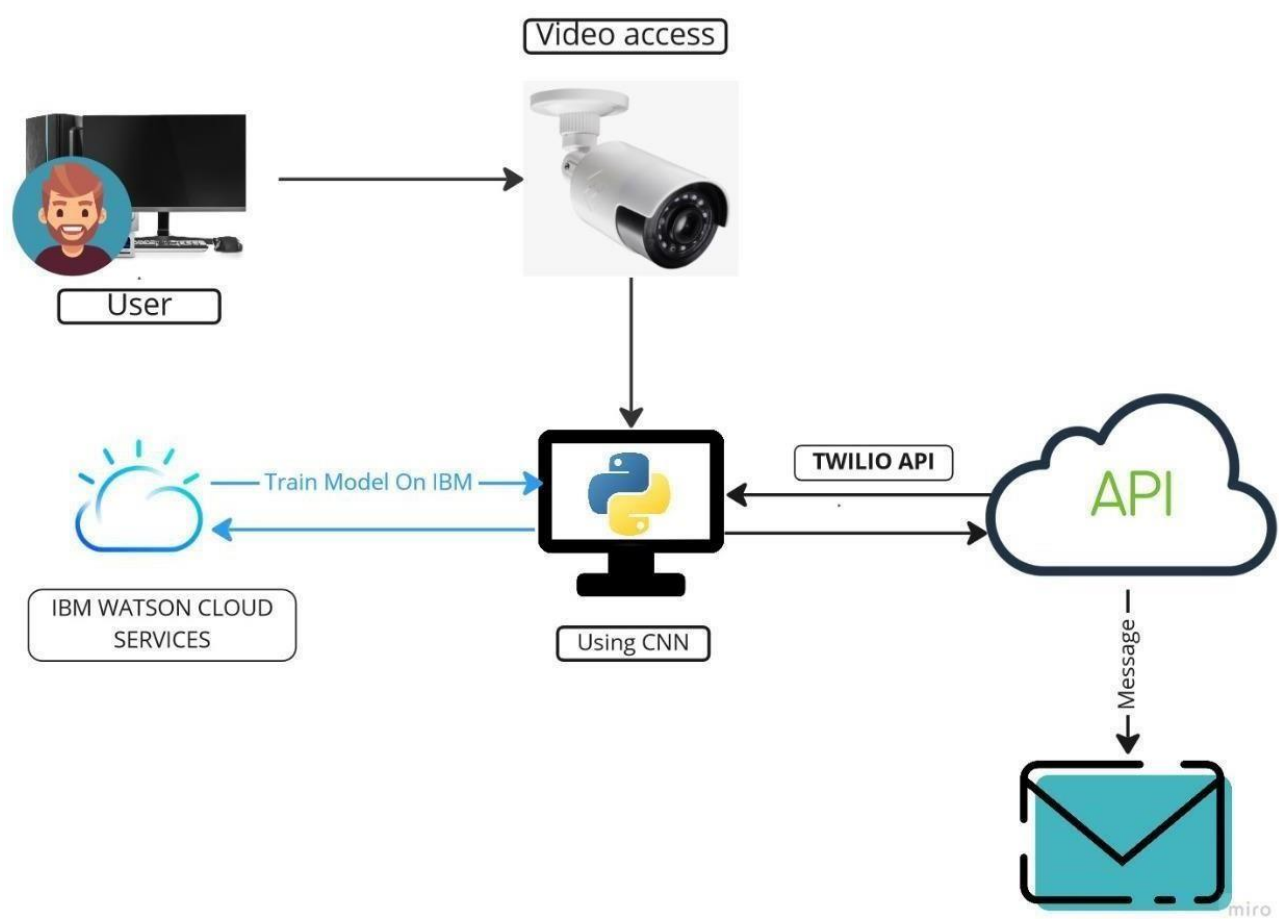 Video access
User
Train Model On IBM
TWILIO API
API
IBM WATSON CLOUD
SERVICES
Using CNN
Message
miro